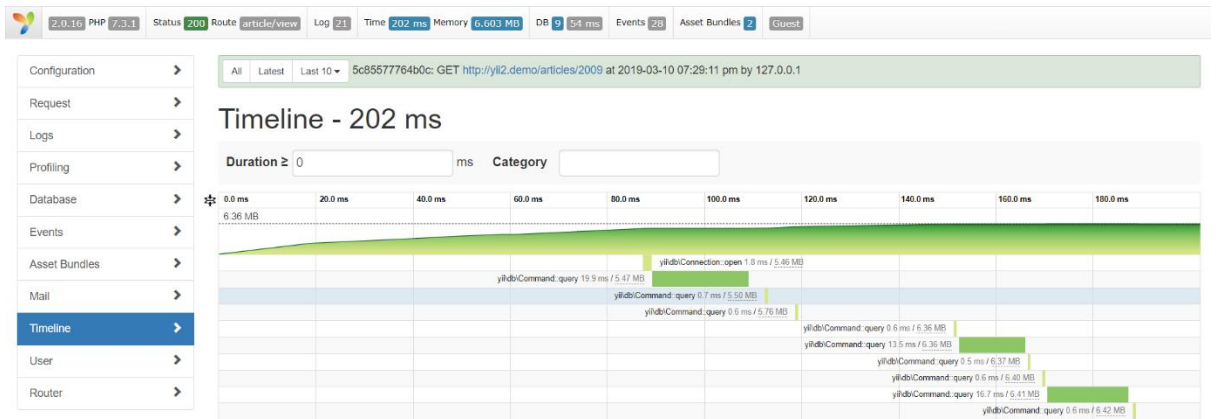 2.0.16 PHP 7.3.1 Status 200 Route article/view Log 21 Time 202 ms Memory 6.603 MB DB 9 54 ms Events 28 Asset Bundles 2 Guest
Configuration
Request
Logs
Profiling
Database
Events
Asset Bundles
Mail
Timeline
User
Router
All Latest Last 10 5c85577764b0c: GET http://yii2.demo/articles/2009 at 2019-03-10 07:29:11 pm by 127.0.0.1
Timeline - 202 ms
Duration ≥ 0 ms Category
0.0 ms 20.0 ms 40.0 ms 60.0 ms 80.0 ms 100.0 ms 120.0 ms 140.0 ms 160.0 ms 180.0 ms
6.36 MB
yii\db\Connection::open 1.8 ms / 5.46 MB
yii\db\Command::query 19.9 ms / 5.47 MB
yii\db\Command::query 0.7 ms / 5.50 MB
yii\db\Command::query 0.6 ms / 5.76 MB
yii\db\Command::query 0.6 ms / 6.36 MB
yii\db\Command::query 13.5 ms / 6.36 MB
yii\db\Command::query 0.5 ms / 6.37 MB
yii\db\Command::query 0.6 ms / 6.40 MB
yii\db\Command::query 16.7 ms / 6.41 MB
yii\db\Command::query 0.6 ms / 6.42 MB